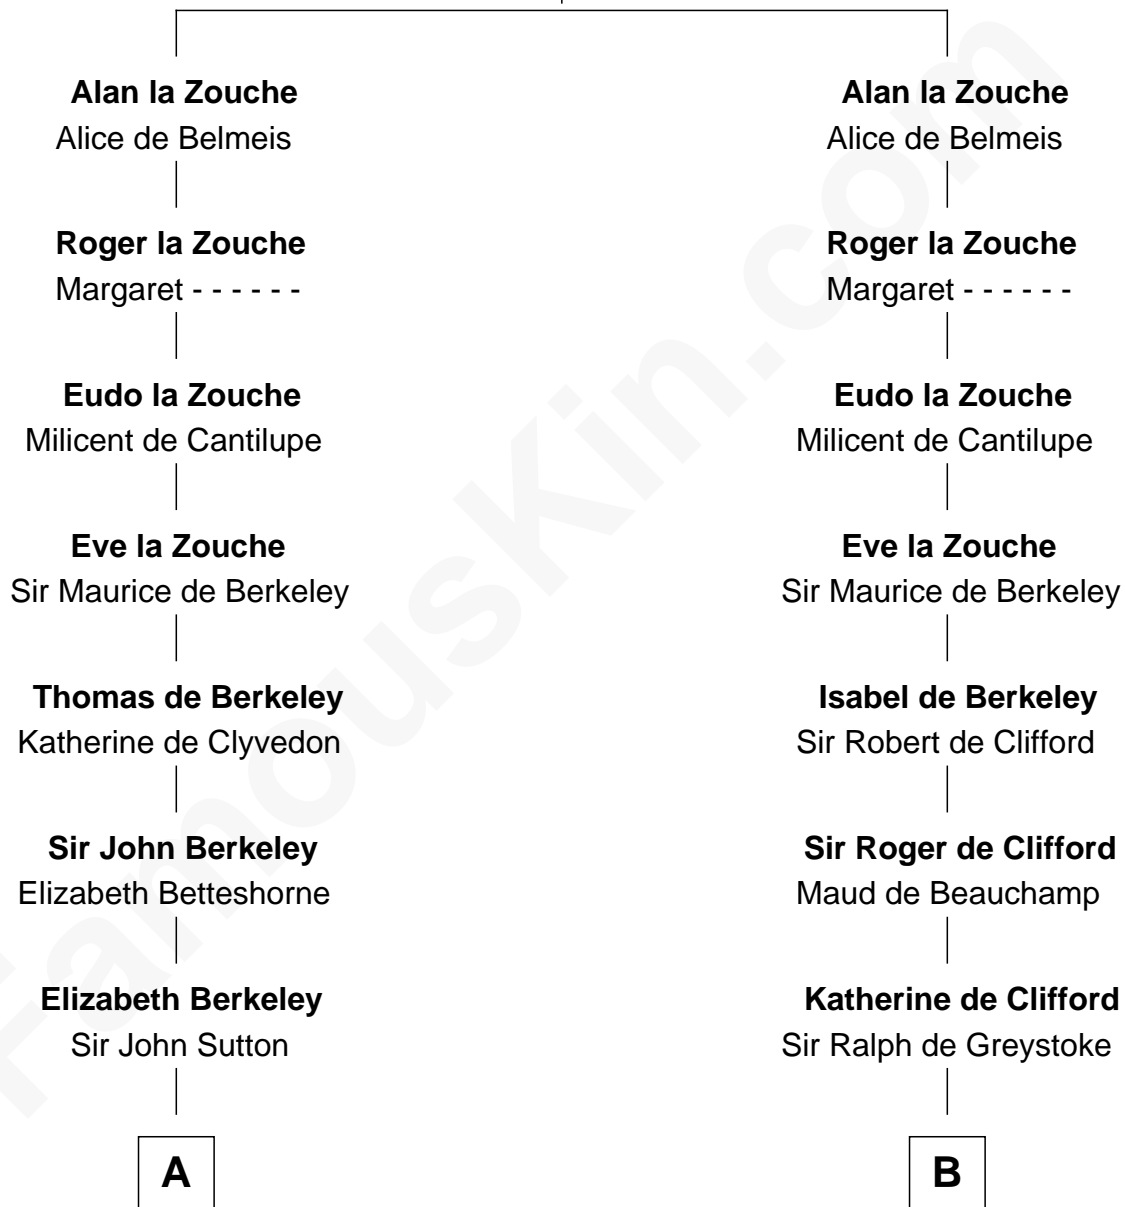 Alan la Zouche
Alice de Belmeis
Roger la Zouche
Margaret - - - - - -
Eudo la Zouche
Milicent de Cantilupe
Eve la Zouche
Sir Maurice de Berkeley
Thomas de Berkeley
Katherine de Clyvedon
Sir John Berkeley
Elizabeth Betteshorne
Elizabeth Berkeley
Sir John Sutton
A
Alan la Zouche
Alice de Belmeis
Roger la Zouche
Margaret - - - - - -
Eudo la Zouche
Milicent de Cantilupe
Eve la Zouche
Sir Maurice de Berkeley
Isabel de Berkeley
Sir Robert de Clifford
Sir Roger de Clifford
Maud de Beauchamp
Katherine de Clifford
Sir Ralph de Greystoke
B
FamousKin.com